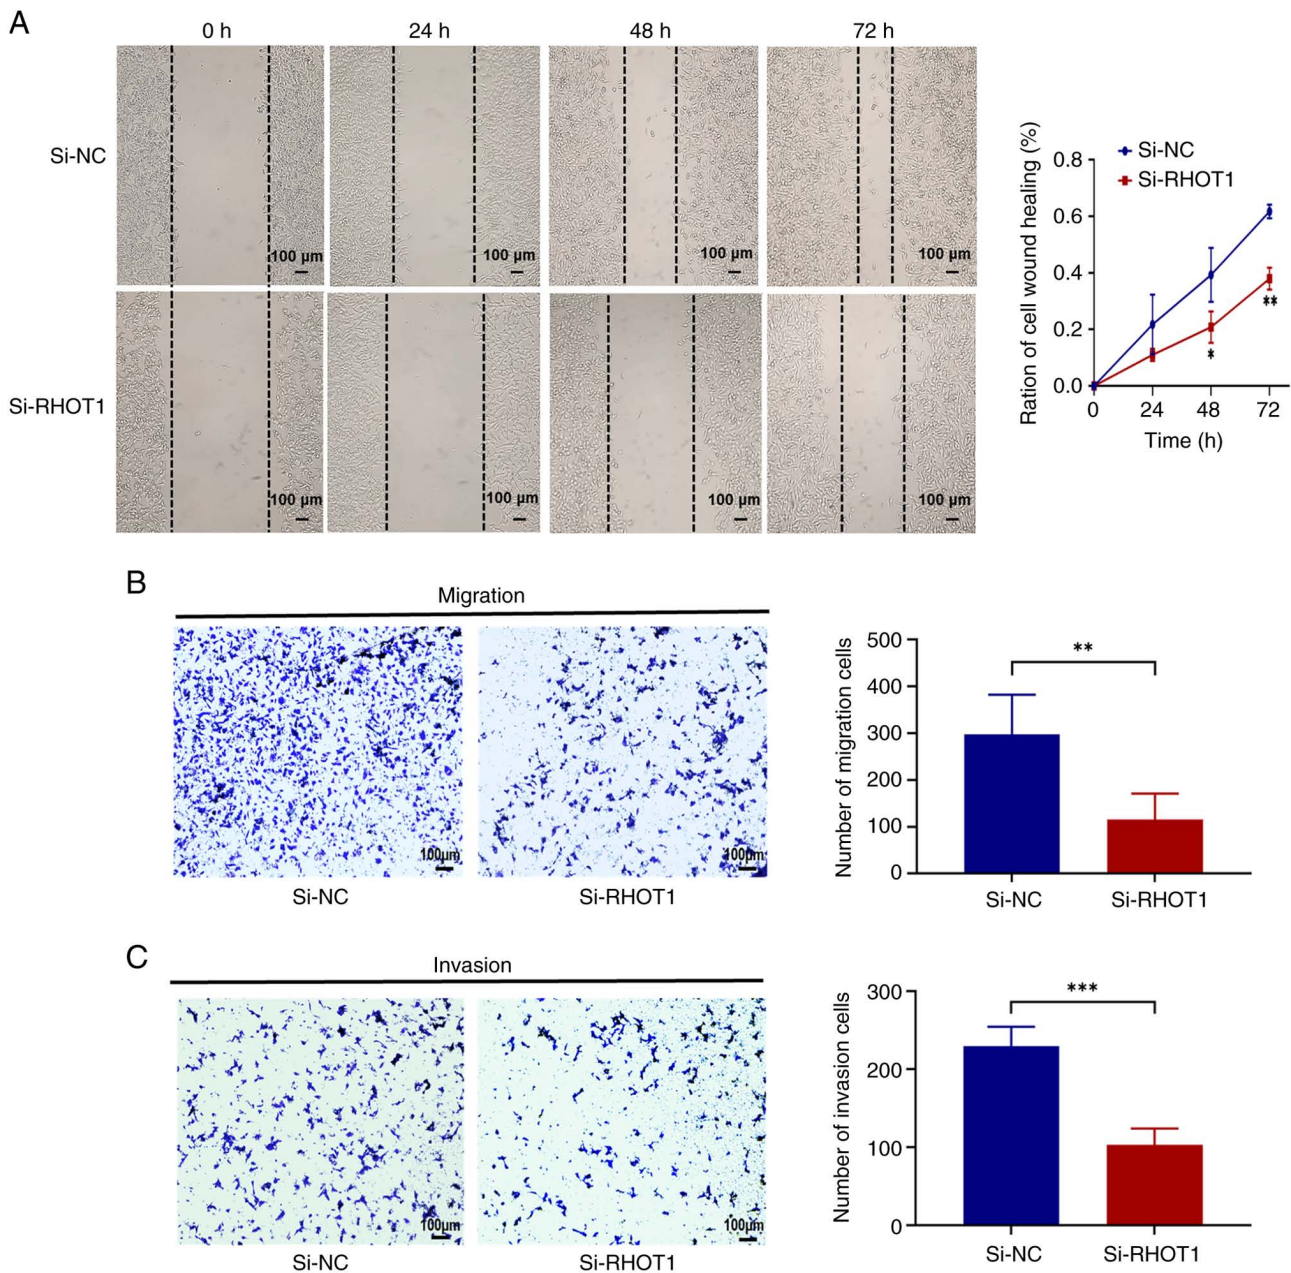 A
0 h 24 h 48 h 72 h
Si-NC
100 µm 100 µm 100 µm 100 µm
Si-RHOT1
100 µm 100 µm 100 µm 100 µm
Ration of cell wound healing (%)
Si-NC
Si-RHOT1
0.8
0.6
0.4
0.2
0.0
**
*
0 24 48 72
Time (h)
B
Migration
100µm 100µm
Si-NC Si-RHOT1
Number of migration cells
500
400
300
200
100
0
**
Si-NC Si-RHOT1
C
Invasion
100µm 100µm
Si-NC Si-RHOT1
Number of invasion cells
300
200
100
0
***
Si-NC Si-RHOT1